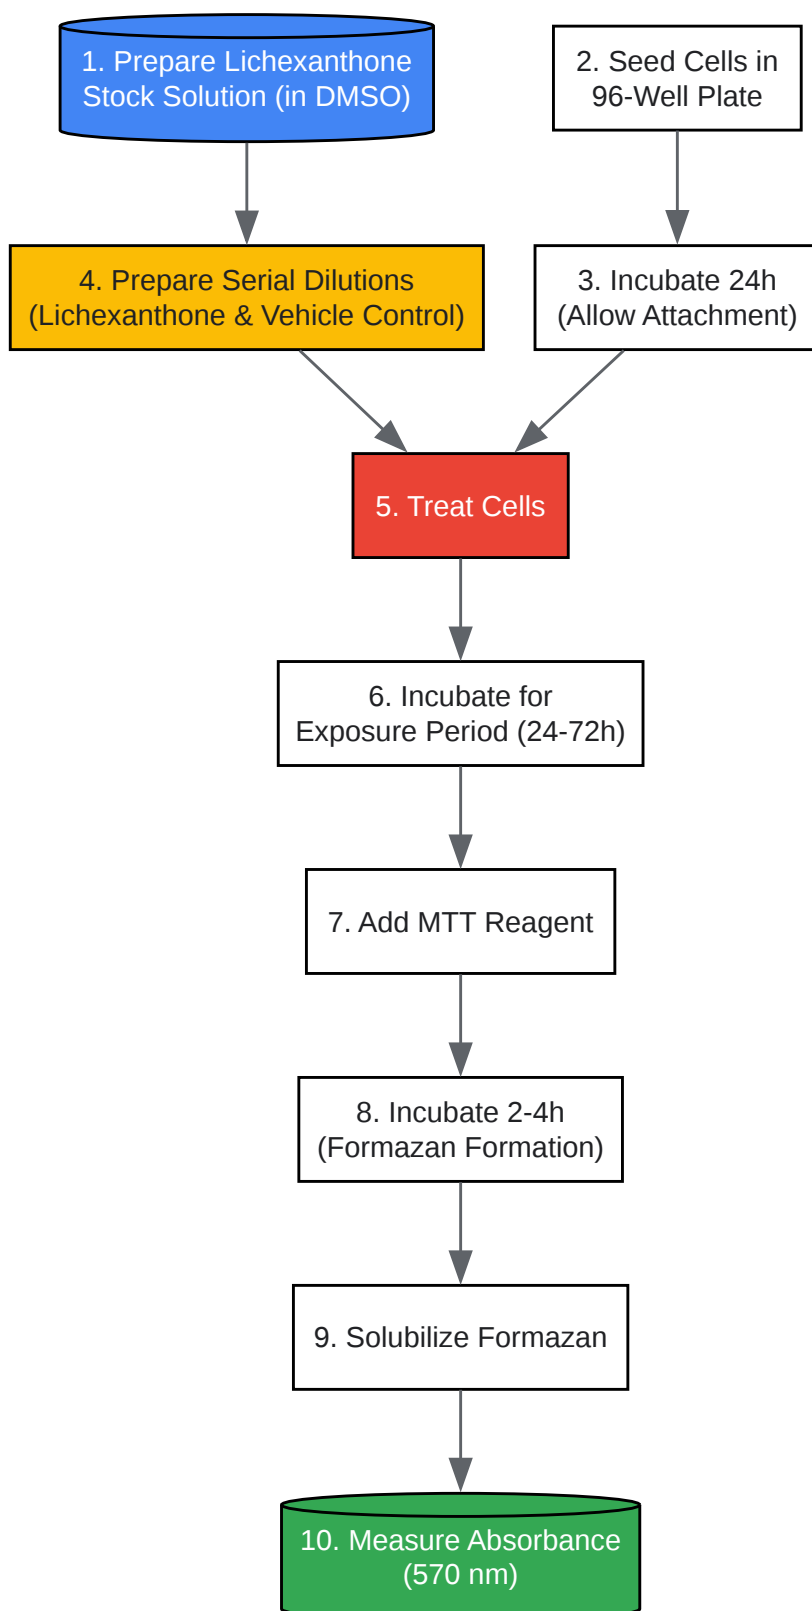 1. Prepare Lichexanthone
Stock Solution (in DMSO)
2. Seed Cells in
96-Well Plate
4. Prepare Serial Dilutions
(Lichexanthone & Vehicle Control)
3. Incubate 24h
(Allow Attachment)
5. Treat Cells
6. Incubate for
Exposure Period (24-72h)
7. Add MTT Reagent
8. Incubate 2-4h
(Formazan Formation)
9. Solubilize Formazan
10. Measure Absorbance
(570 nm)